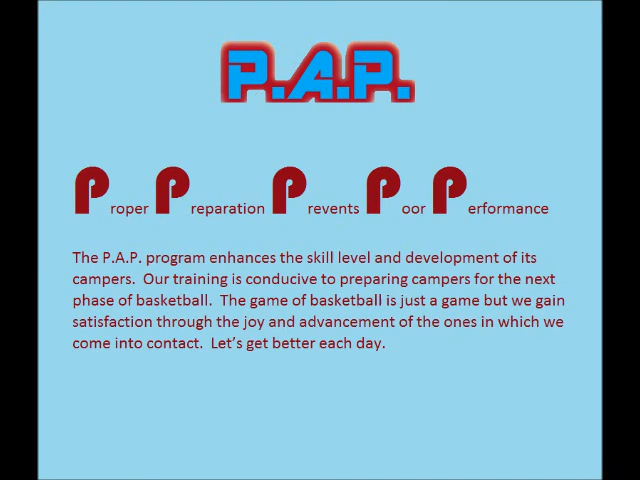 P.A.P.
Proper Preparation Prevents Poor Performance
The P.A.P. program enhances the skill level and development of its
campers.  Our training is conducive to preparing campers for the next
phase of basketball.  The game of basketball is just a game but we gain
satisfaction through the joy and advancement of the ones in which we
come into contact.  Let's get better each day.